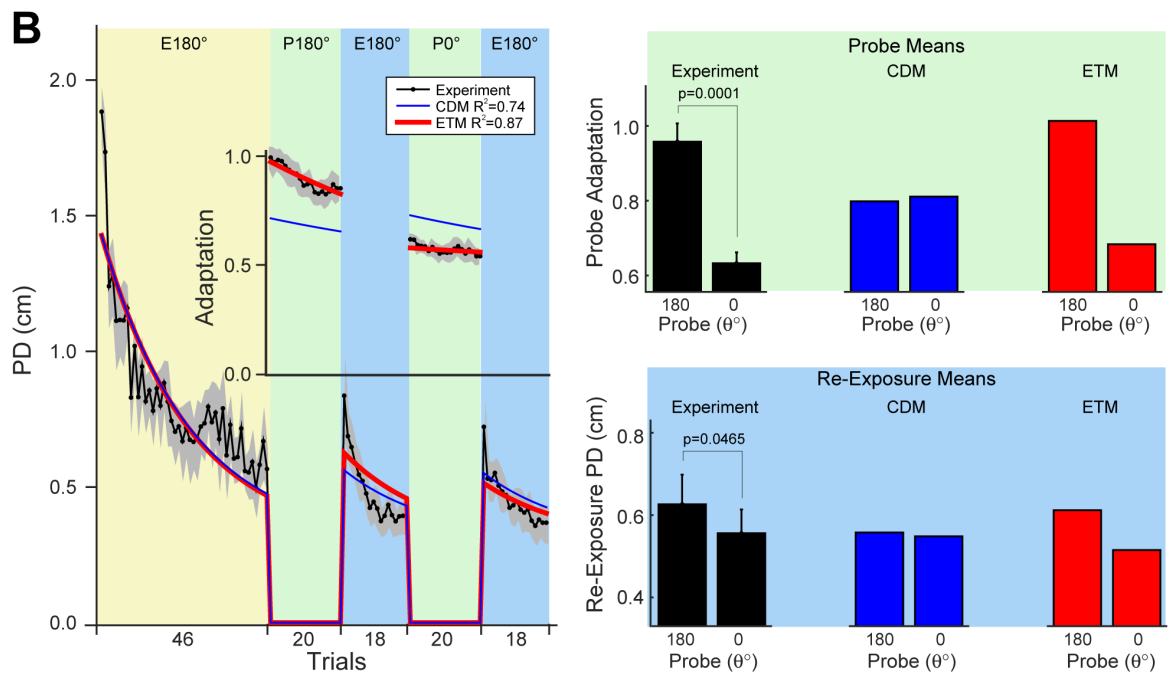 B
E180° P180° E180° P0° E180°
2.0
1.5
1.0
0.5
0.0
PD (cm)
Experiment
CDM R²=0.74
ETM R²=0.87
1.0
0.5
0.0
Adaptation
46 20 18 20 18
Trials
Probe Means
Experiment CDM ETM
p=0.0001
1.0
0.8
0.6
Probe Adaptation
180 0 180 0 180 0
Probe (θ°) Probe (θ°) Probe (θ°)
Re-Exposure Means
Experiment CDM ETM
p=0.0465
0.8
0.6
0.4
Re-Exposure PD (cm)
180 0 180 0 180 0
Probe (θ°) Probe (θ°) Probe (θ°)